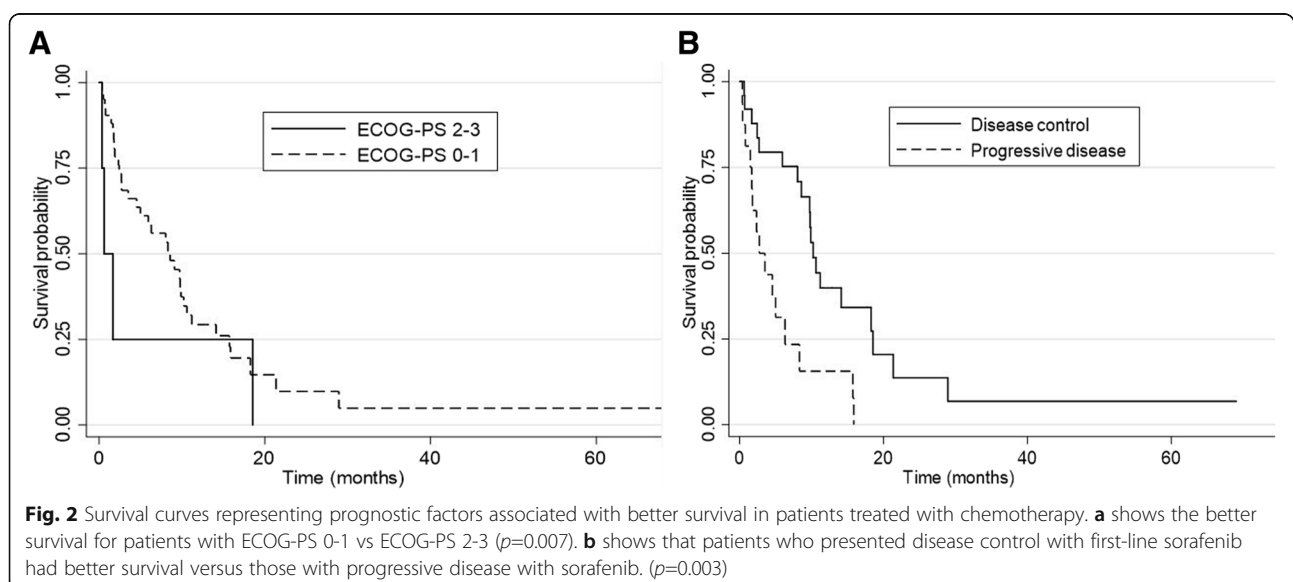 A
B
Survival probability
1.00
0.75
0.50
0.25
0.00
ECOG-PS 2-3
ECOG-PS 0-1
0 20 40 60
Time (months)
Survival probability
1.00
0.75
0.50
0.25
0.00
Disease control
Progressive disease
0 20 40 60
Time (months)
Fig. 2 Survival curves representing prognostic factors associated with better survival in patients treated with chemotherapy. a shows the better
survival for patients with ECOG-PS 0-1 vs ECOG-PS 2-3 (p=0.007). b shows that patients who presented disease control with first-line sorafenib
had better survival versus those with progressive disease with sorafenib. (p=0.003)